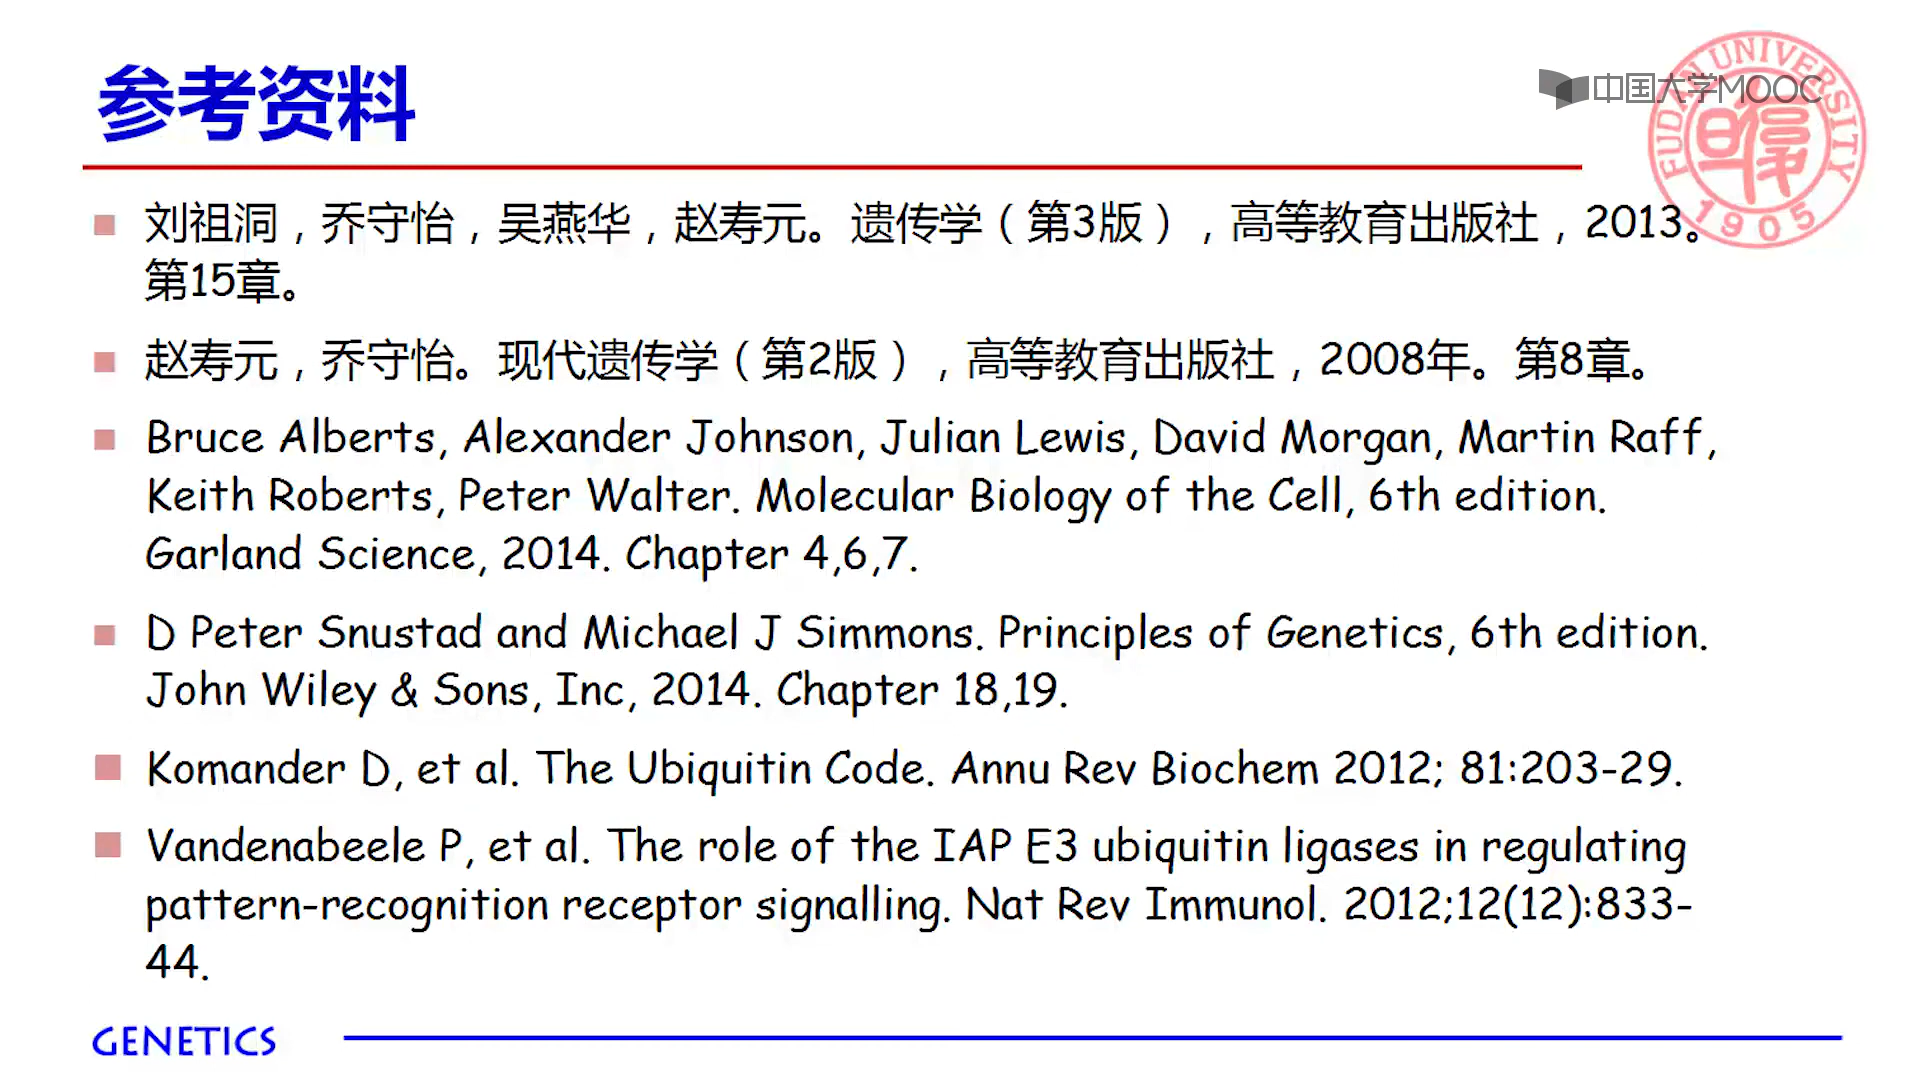 参考资料
中国大学MOOC
FUDAN UNIVERSITY
1905
刘祖洞，乔守怡，吴燕华，赵寿元。遗传学（第3版），高等教育出版社，2013。
第15章。
赵寿元，乔守怡。现代遗传学（第2版），高等教育出版社，2008年。第8章。
Bruce Alberts, Alexander Johnson, Julian Lewis, David Morgan, Martin Raff,
Keith Roberts, Peter Walter. Molecular Biology of the Cell, 6th edition.
Garland Science, 2014. Chapter 4,6,7.
D Peter Snustad and Michael J Simmons. Principles of Genetics, 6th edition.
John Wiley & Sons, Inc, 2014. Chapter 18,19.
Komander D, et al. The Ubiquitin Code. Annu Rev Biochem 2012; 81:203-29.
Vandenabeele P, et al. The role of the IAP E3 ubiquitin ligases in regulating
pattern-recognition receptor signalling. Nat Rev Immunol. 2012;12(12):833-
44.
GENETICS